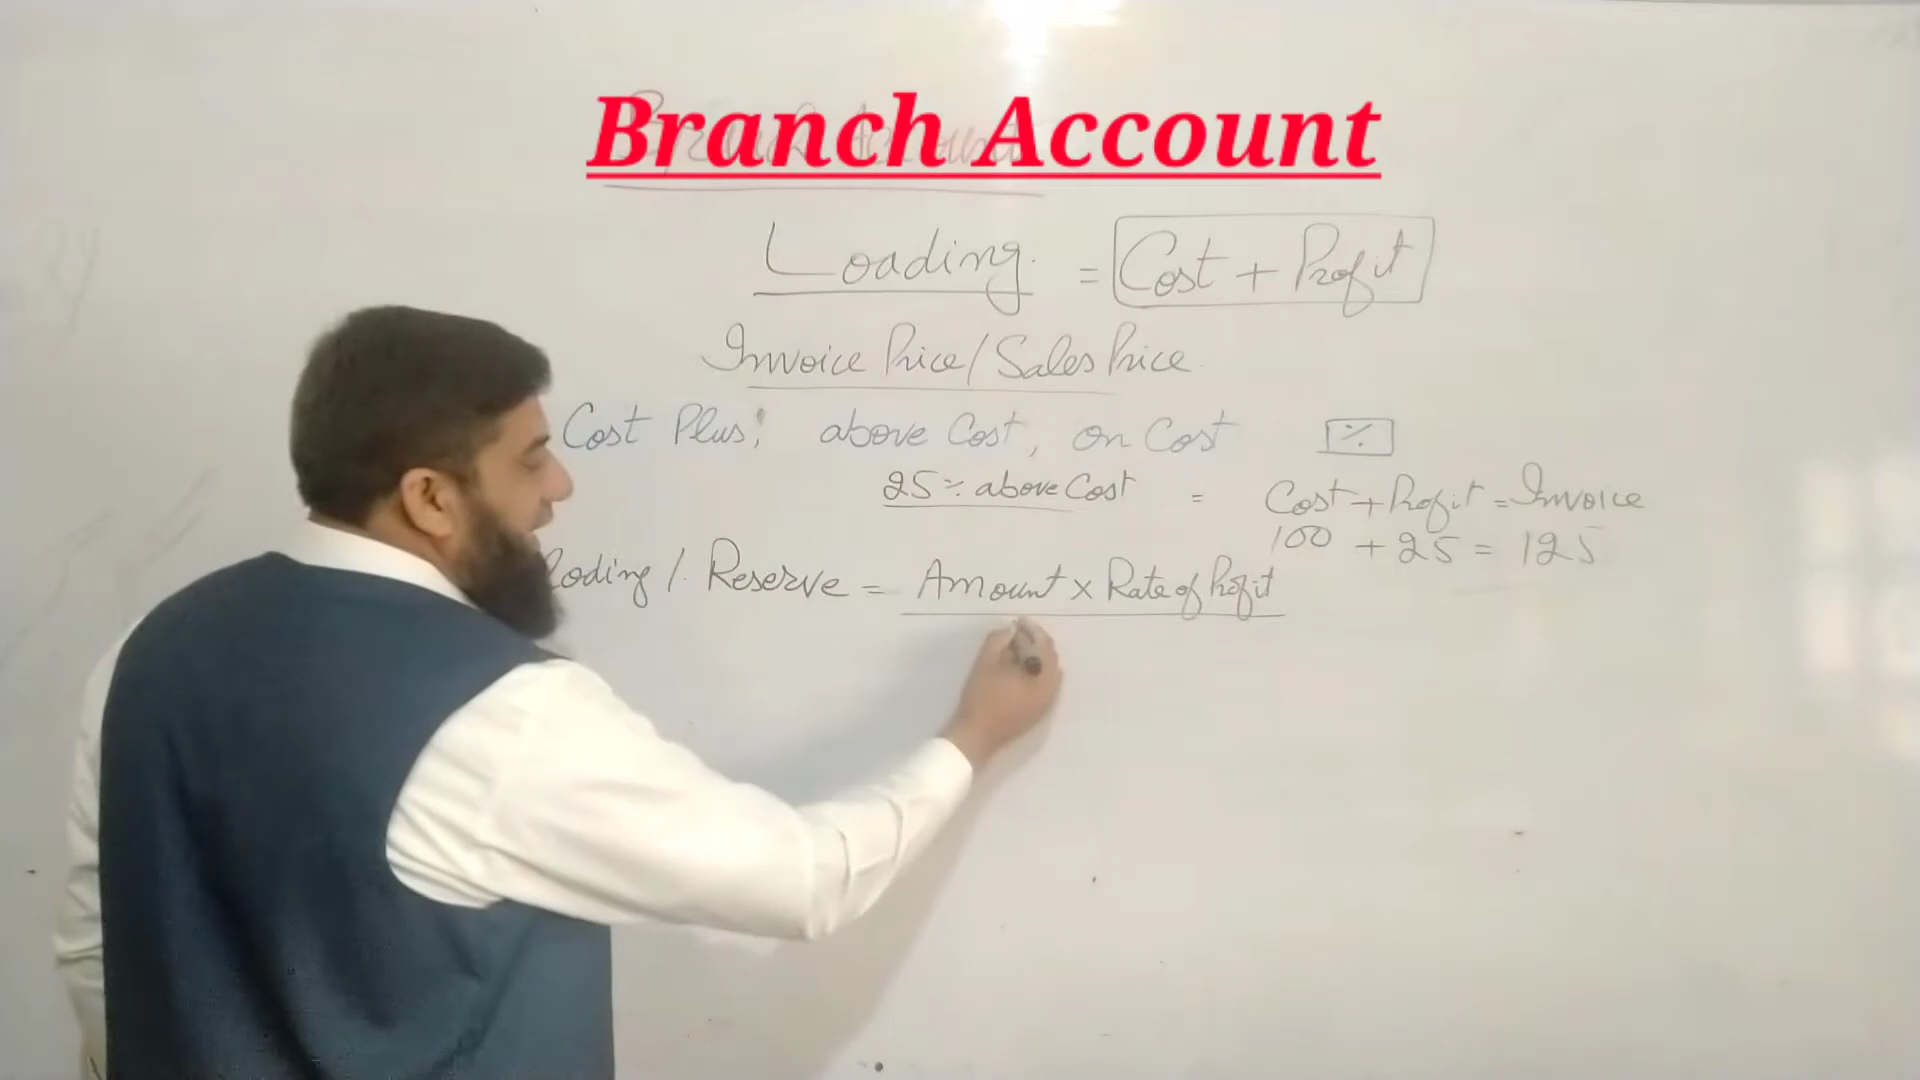 Branch Account
Loading = Cost + Profit
Invoice Price/Sales Price
Cost Plus: above Cost, on Cost %
25% above Cost = Cost + Profit = Invoice
100 + 25 = 125
Loding / Reserve = Amount × Rate of Profit